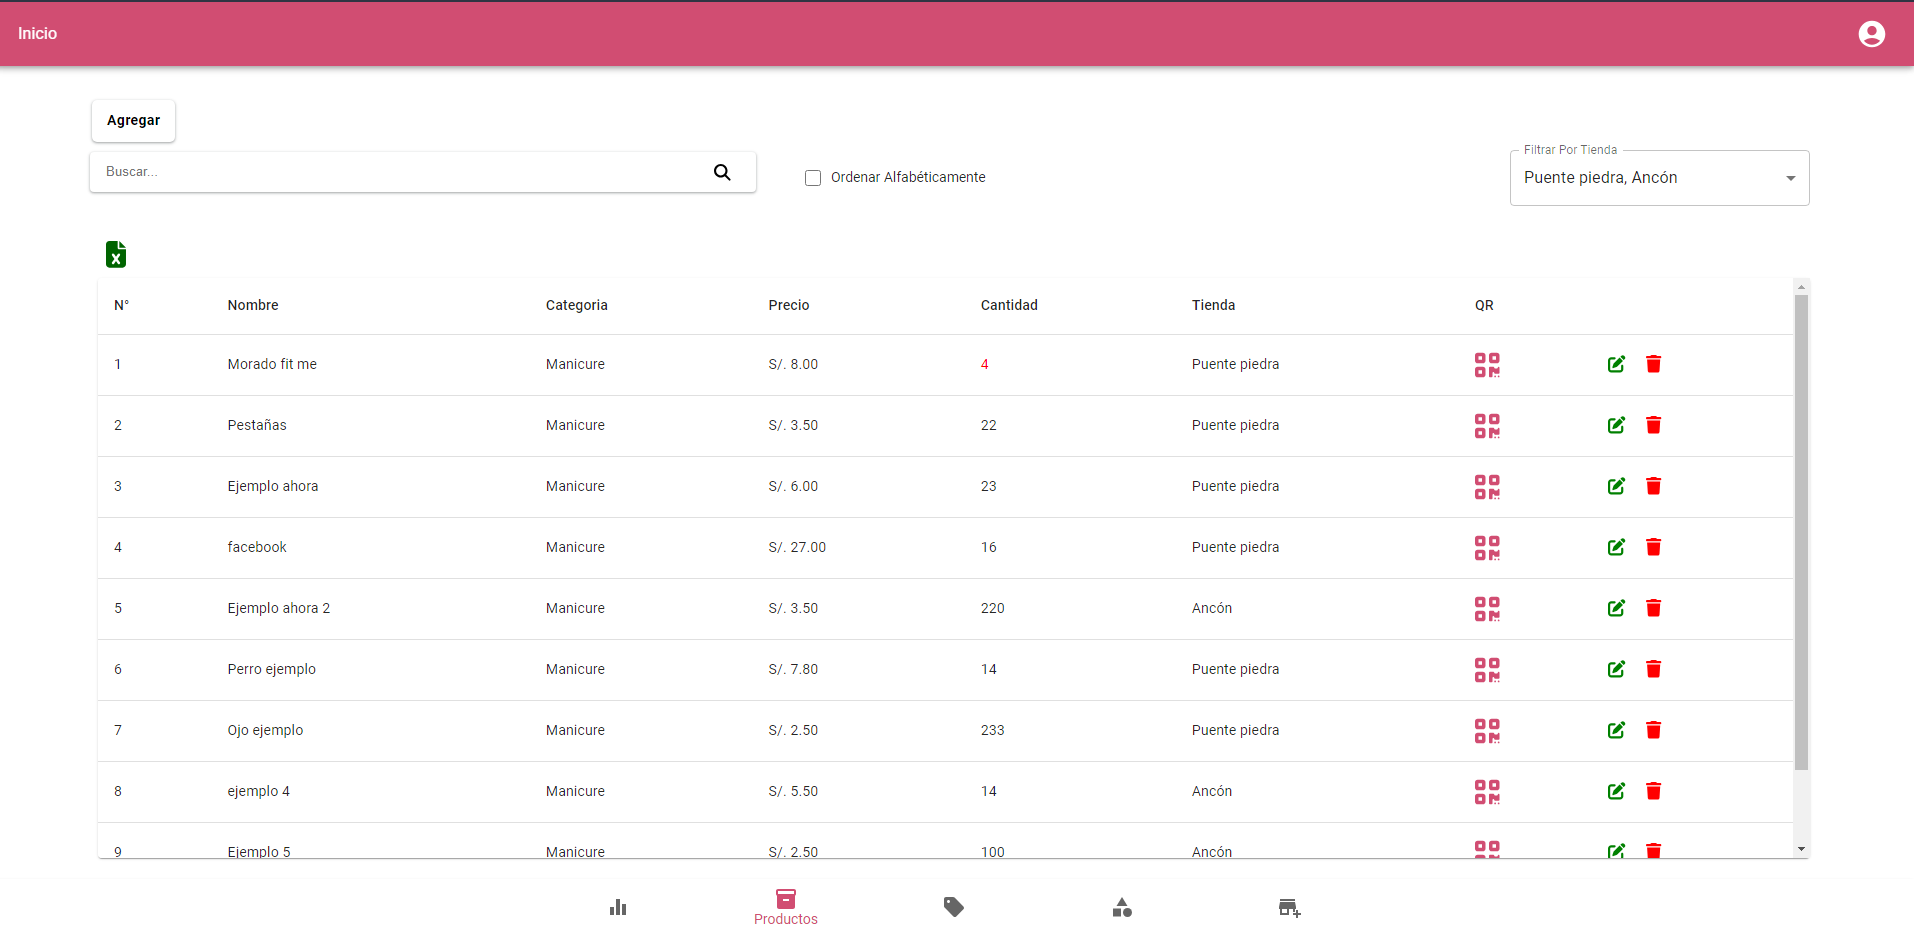 Inicio
Agregar
Buscar...
Ordenar Alfabéticamente
Filtrar Por Tienda
Puente piedra, Ancón
N° Nombre Categoria Precio Cantidad Tienda QR
1 Morado fit me Manicure S/. 8.00 4 Puente piedra
2 Pestañas Manicure S/. 3.50 22 Puente piedra
3 Ejemplo ahora Manicure S/. 6.00 23 Puente piedra
4 facebook Manicure S/. 27.00 16 Puente piedra
5 Ejemplo ahora 2 Manicure S/. 3.50 220 Ancón
6 Perro ejemplo Manicure S/. 7.80 14 Puente piedra
7 Ojo ejemplo Manicure S/. 2.50 233 Puente piedra
8 ejemplo 4 Manicure S/. 5.50 14 Ancón
9 Ejemplo 5 Manicure S/. 2.50 100 Ancón
Productos